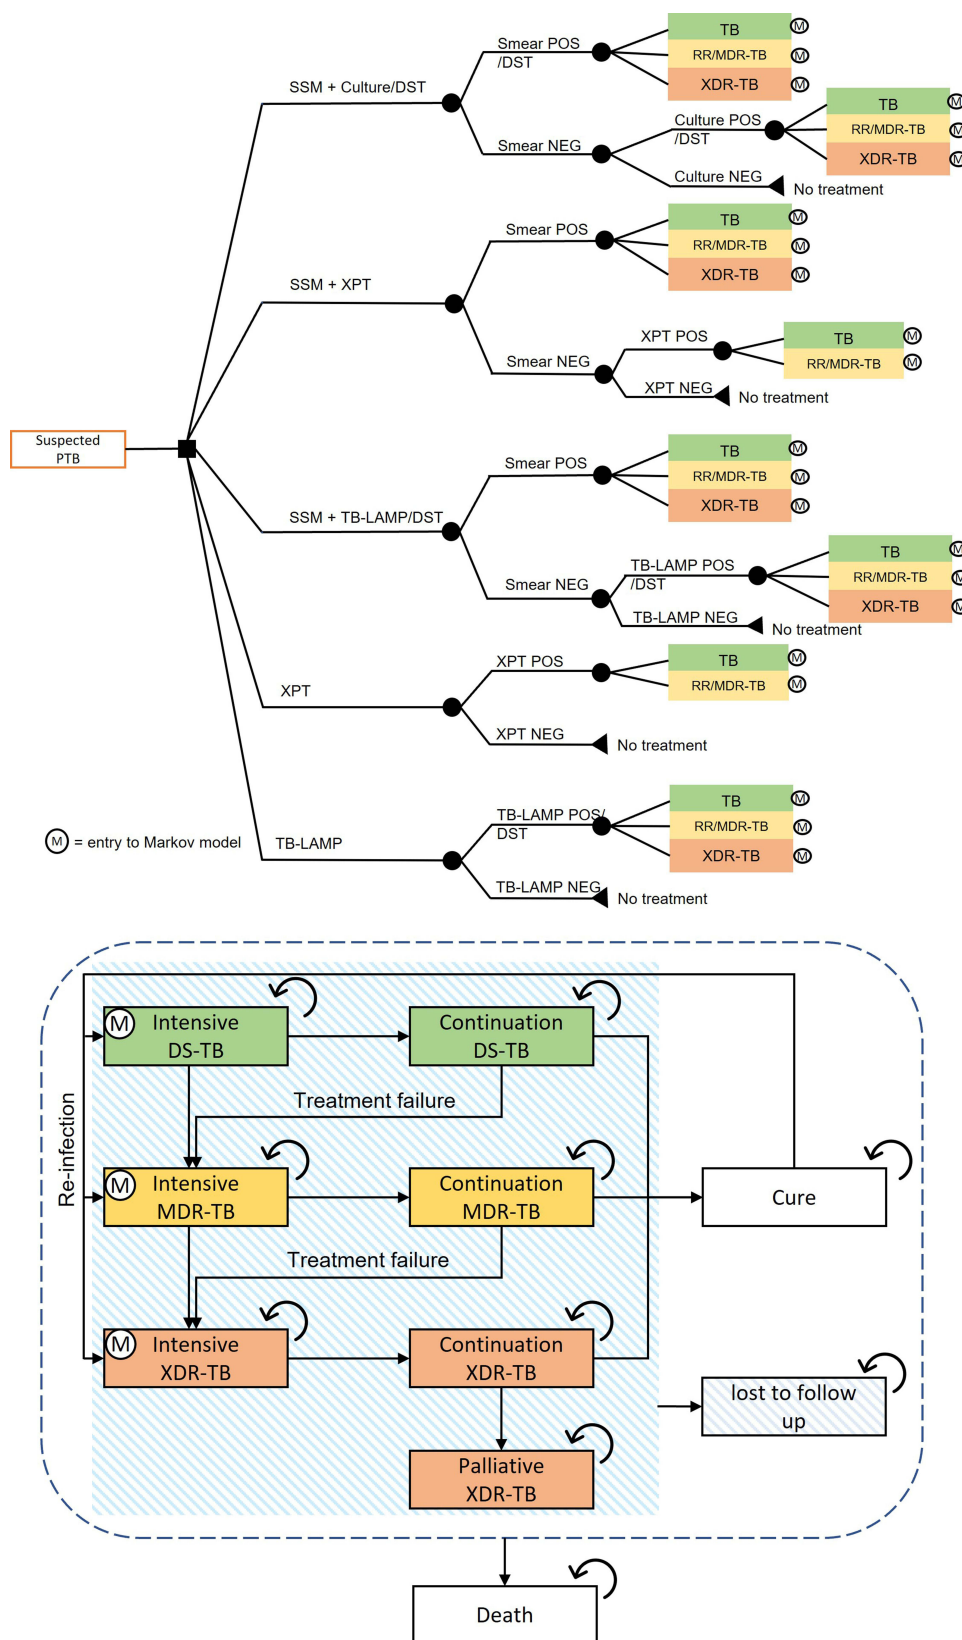 Smear POS
/DST
TB
M
RR/MDR-TB
M
XDR-TB
M
SSM + Culture/DST
Smear NEG
Culture POS
/DST
TB
M
RR/MDR-TB
M
XDR-TB
M
Culture NEG
No treatment
SSM + XPT
Smear POS
TB
M
RR/MDR-TB
M
XDR-TB
M
Smear NEG
XPT POS
TB
M
RR/MDR-TB
M
XPT NEG
No treatment
Suspected
PTB
SSM + TB-LAMP/DST
Smear POS
TB
M
RR/MDR-TB
M
XDR-TB
M
Smear NEG
TB-LAMP POS
/DST
TB
M
RR/MDR-TB
M
XDR-TB
M
TB-LAMP NEG
No treatment
XPT
XPT POS
TB
M
RR/MDR-TB
M
XPT NEG
No treatment
TB-LAMP
TB-LAMP POS/
DST
TB
M
RR/MDR-TB
M
XDR-TB
M
TB-LAMP NEG
No treatment
M = entry to Markov model
M
Intensive
DS-TB
Continuation
DS-TB
Treatment failure
Re-infection
M
Intensive
MDR-TB
Continuation
MDR-TB
Cure
Treatment failure
M
Intensive
XDR-TB
Continuation
XDR-TB
lost to follow
up
Palliative
XDR-TB
Death